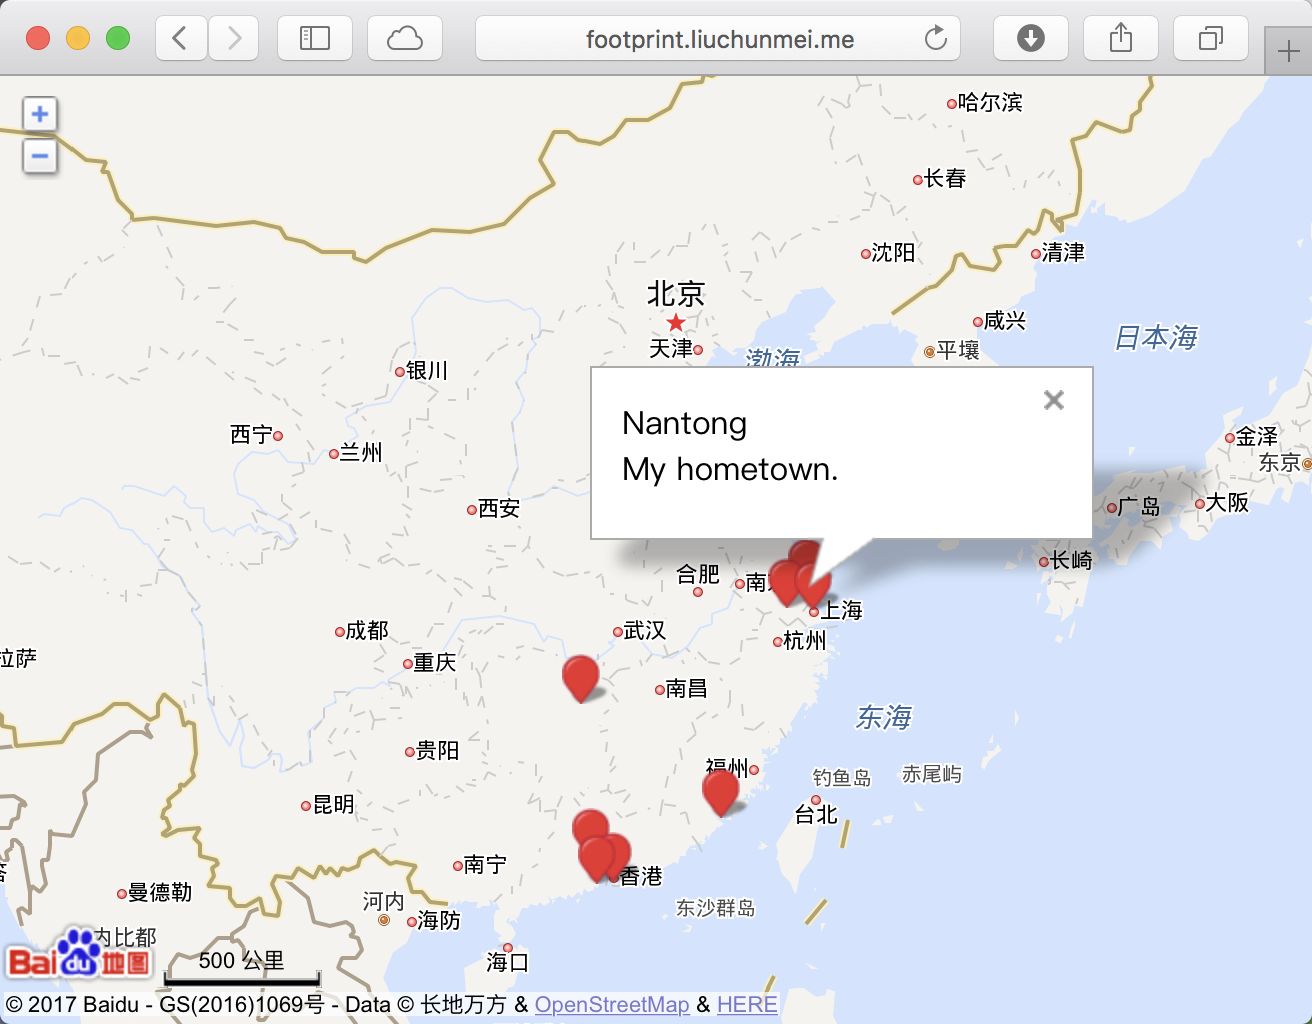 footprint.liuchunmei.me
哈尔滨
长春
沈阳
清津
北京
咸兴
日本海
天津
渤海
平壤
银川
Nantong
My hometown.
西宁
兰州
金泽
东京
西安
广岛
大阪
长崎
合肥
南
上海
成都
武汉
杭州
拉萨
重庆
南昌
东海
贵阳
福州
钓鱼岛
赤尾屿
昆明
台北
南宁
香港
曼德勒
河内
海防
东沙群岛
内比都
Bai du 地图
500 公里
海口
© 2017 Baidu - GS(2016)1069号 - Data © 长地万方 & OpenStreetMap & HERE